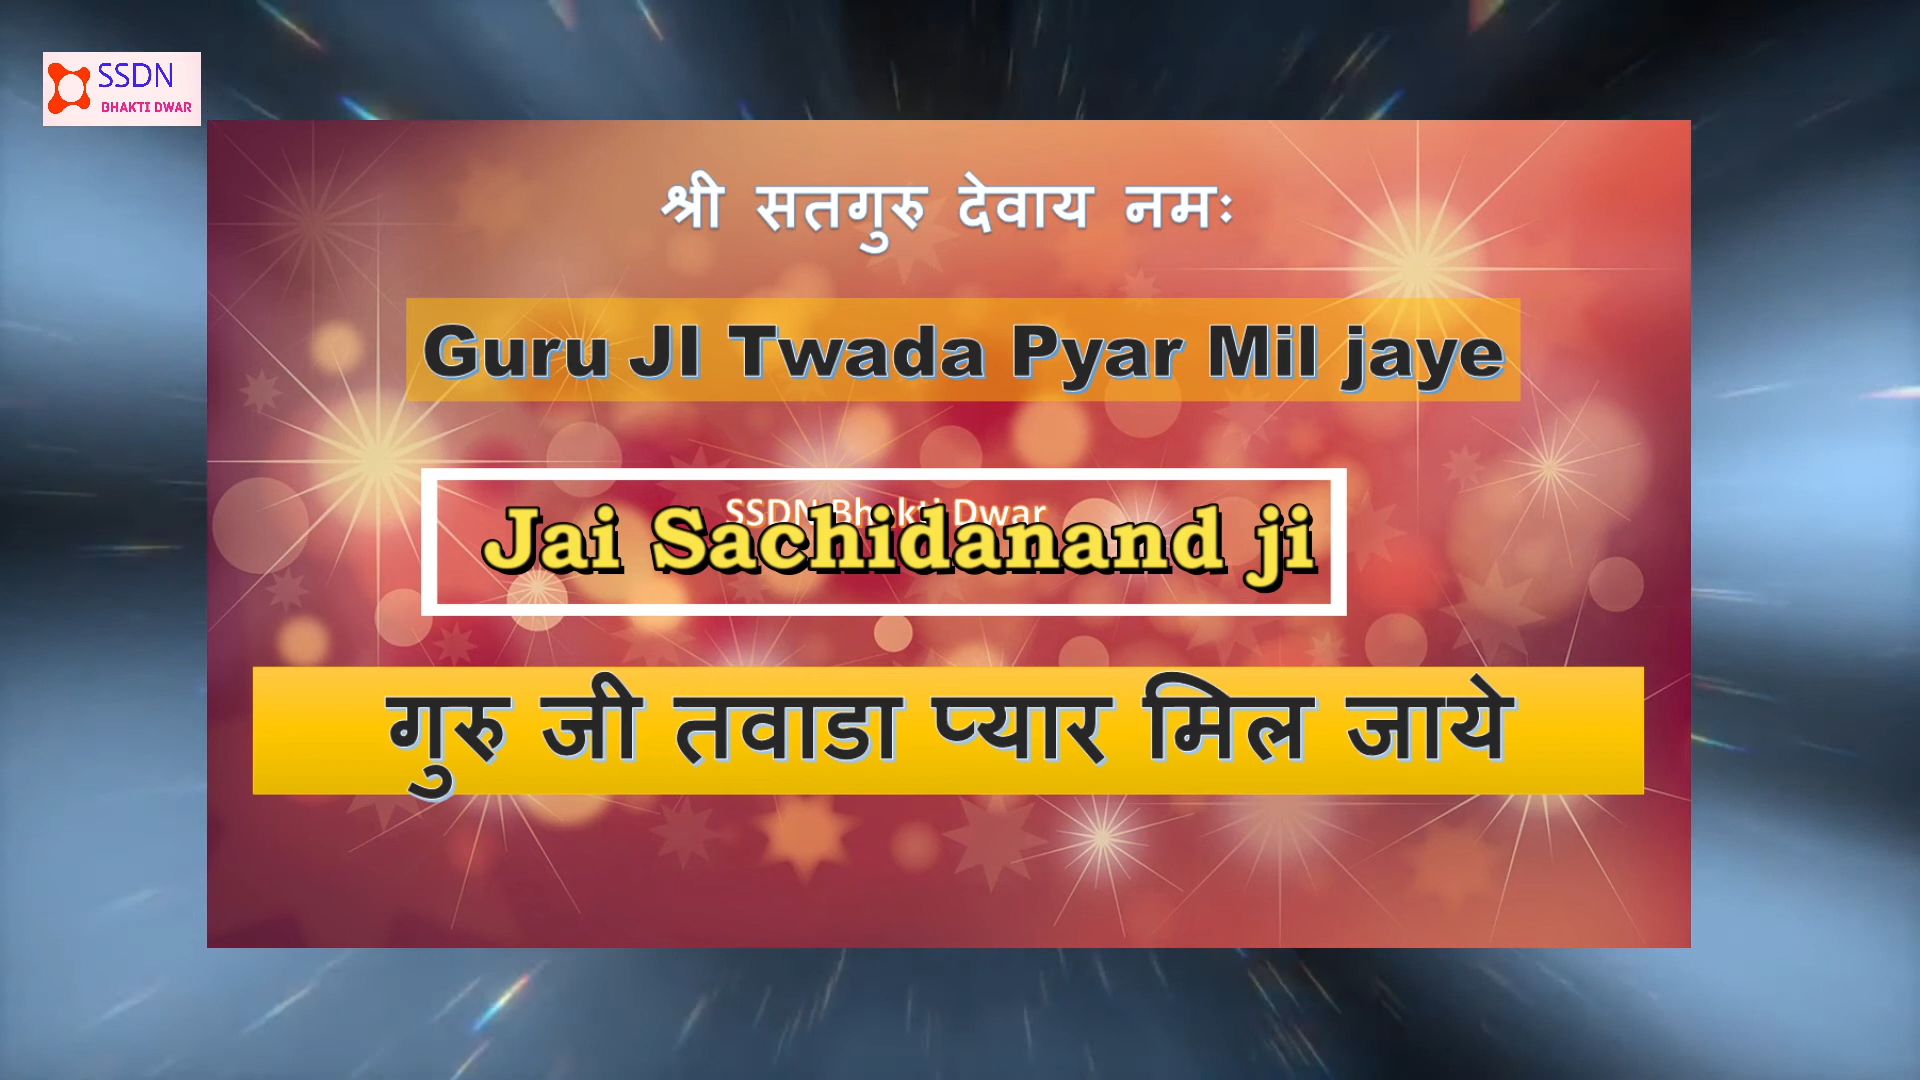 SSDN
BHAKTI DWAR
श्री सतगुरु देवाय नमः
Guru JI Twada Pyar Mil jaye
SSDN Bhakti Dwar
Jai Sachidanand ji
गुरु जी तवाडा प्यार मिल जाये